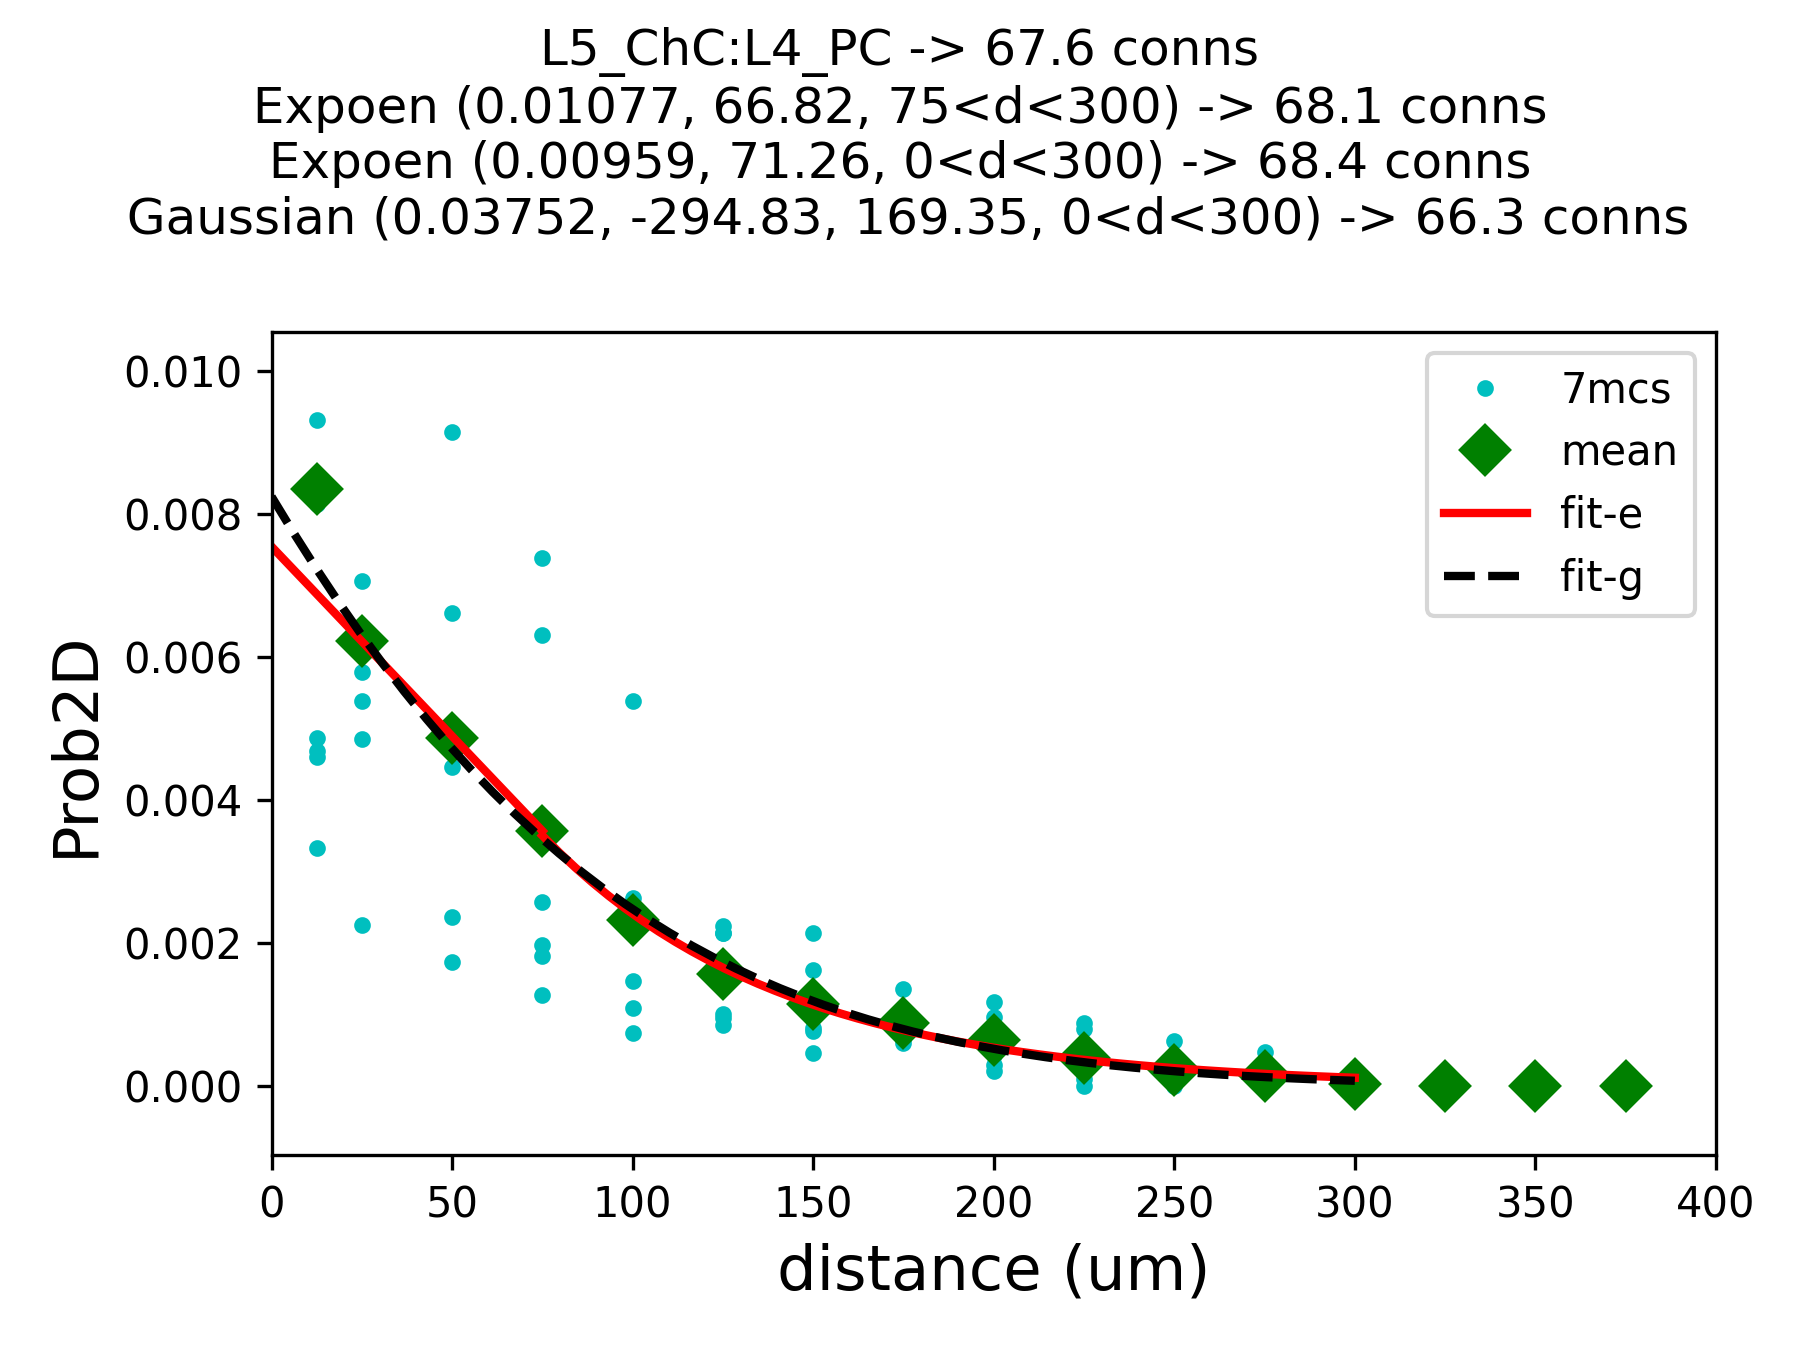 L5_ChC:L4_PC -> 67.6 conns
Expoen (0.01077, 66.82, 75<d<300) -> 68.1 conns
Expoen (0.00959, 71.26, 0<d<300) -> 68.4 conns
Gaussian (0.03752, -294.83, 169.35, 0<d<300) -> 66.3 conns
7mcs
mean
fit-e
fit-g
Prob2D
0.010
0.008
0.006
0.004
0.002
0.000
0 50 100 150 200 250 300 350 400
distance (um)